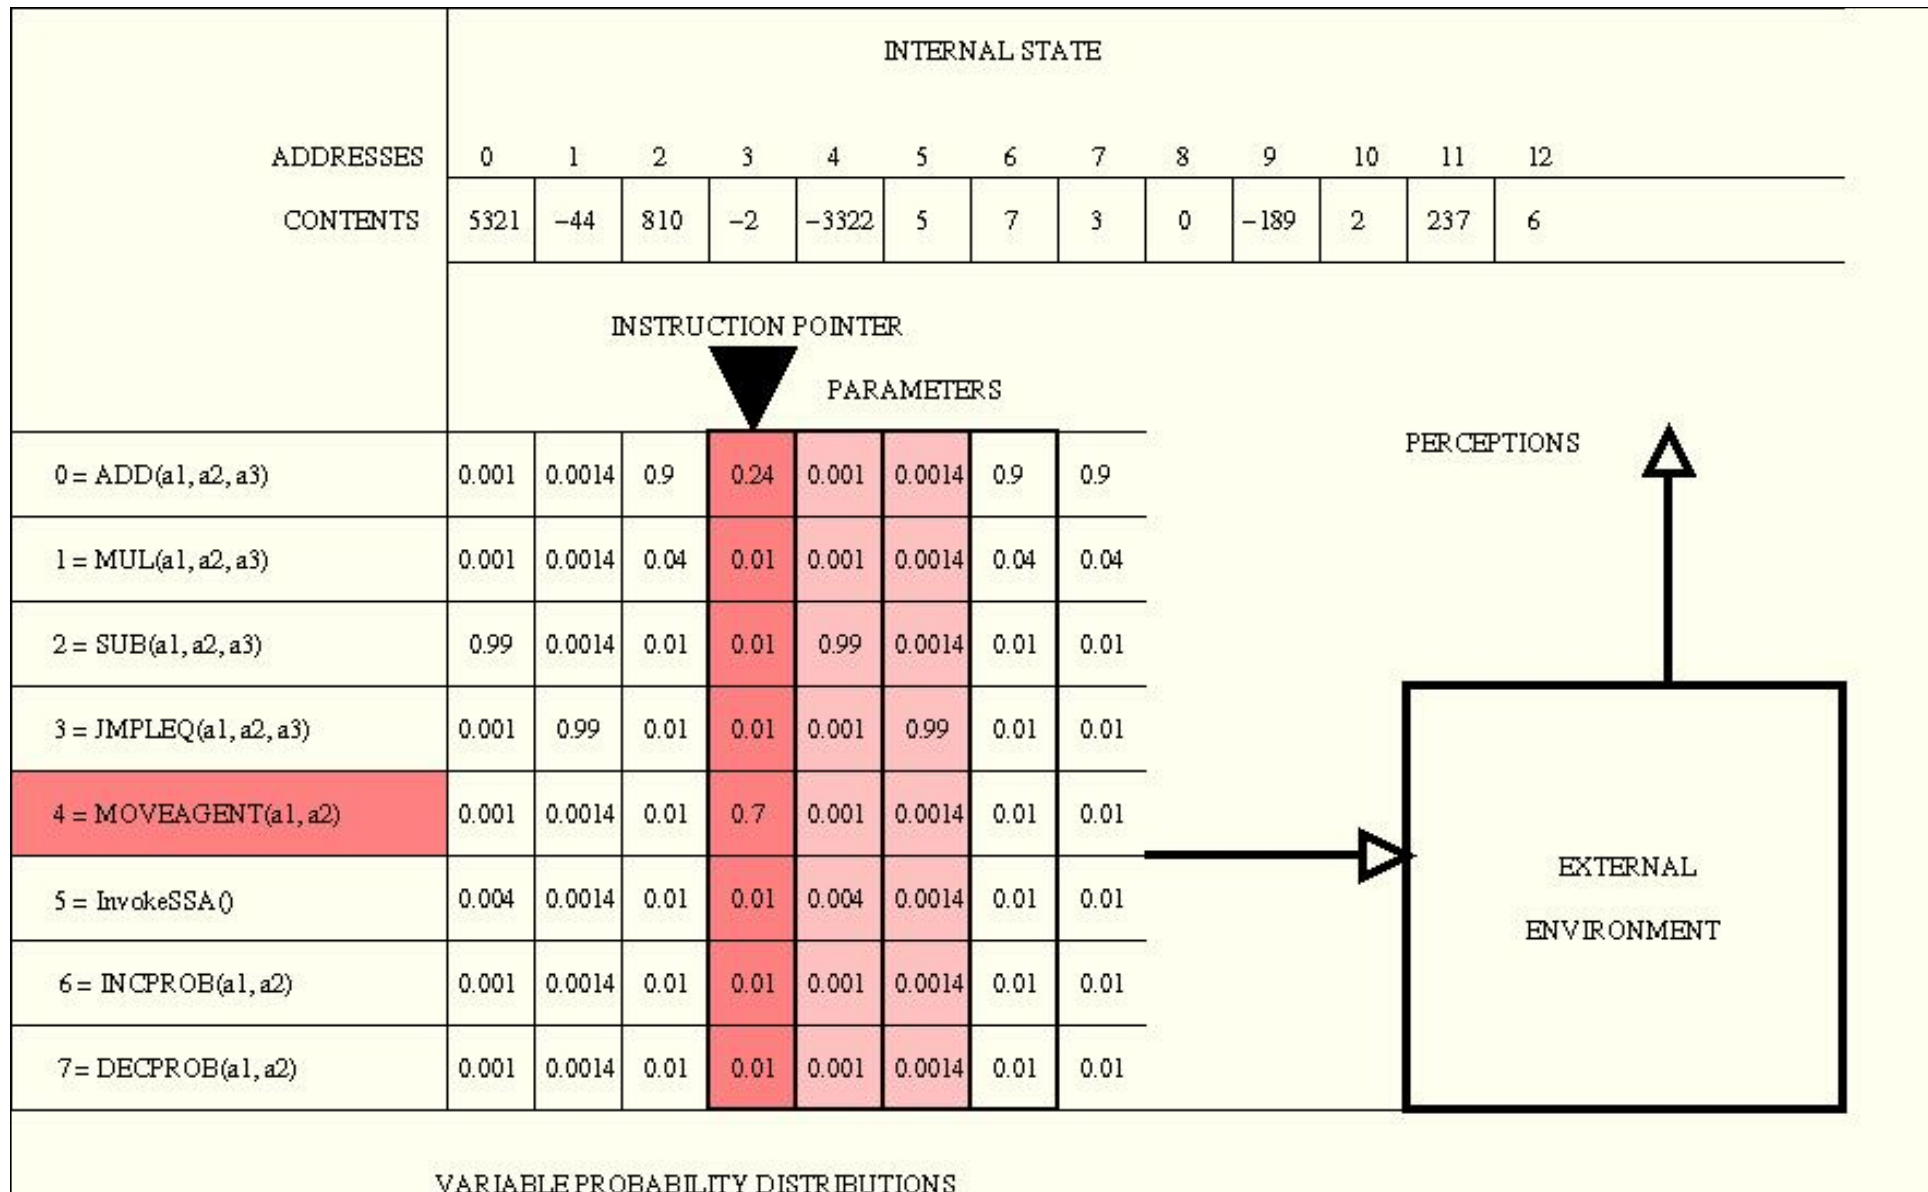 INTERNAL STATE
ADDRESSES 0 1 2 3 4 5 6 7 8 9 10 11 12
CONTENTS 5321 −44 810 −2 −3322 5 7 3 0 −189 2 237 6
INSTRUCTION POINTER
PARAMETERS
PERCEPTIONS
0 = ADD(a1, a2, a3) 0.001 0.0014 0.9 0.24 0.001 0.0014 0.9 0.9
1 = MUL(a1, a2, a3) 0.001 0.0014 0.04 0.01 0.001 0.0014 0.04 0.04
2 = SUB(a1, a2, a3) 0.99 0.0014 0.01 0.01 0.99 0.0014 0.01 0.01
3 = JMPLEQ(a1, a2, a3) 0.001 0.99 0.01 0.01 0.001 0.99 0.01 0.01
4 = MOVEAGENT(a1, a2) 0.001 0.0014 0.01 0.7 0.001 0.0014 0.01 0.01
5 = InvokeSSA() 0.004 0.0014 0.01 0.01 0.004 0.0014 0.01 0.01
6 = INCPROB(a1, a2) 0.001 0.0014 0.01 0.01 0.001 0.0014 0.01 0.01
7 = DECPROB(a1, a2) 0.001 0.0014 0.01 0.01 0.001 0.0014 0.01 0.01
EXTERNAL
ENVIRONMENT
VARIABLE PROBABILITY DISTRIBUTIONS